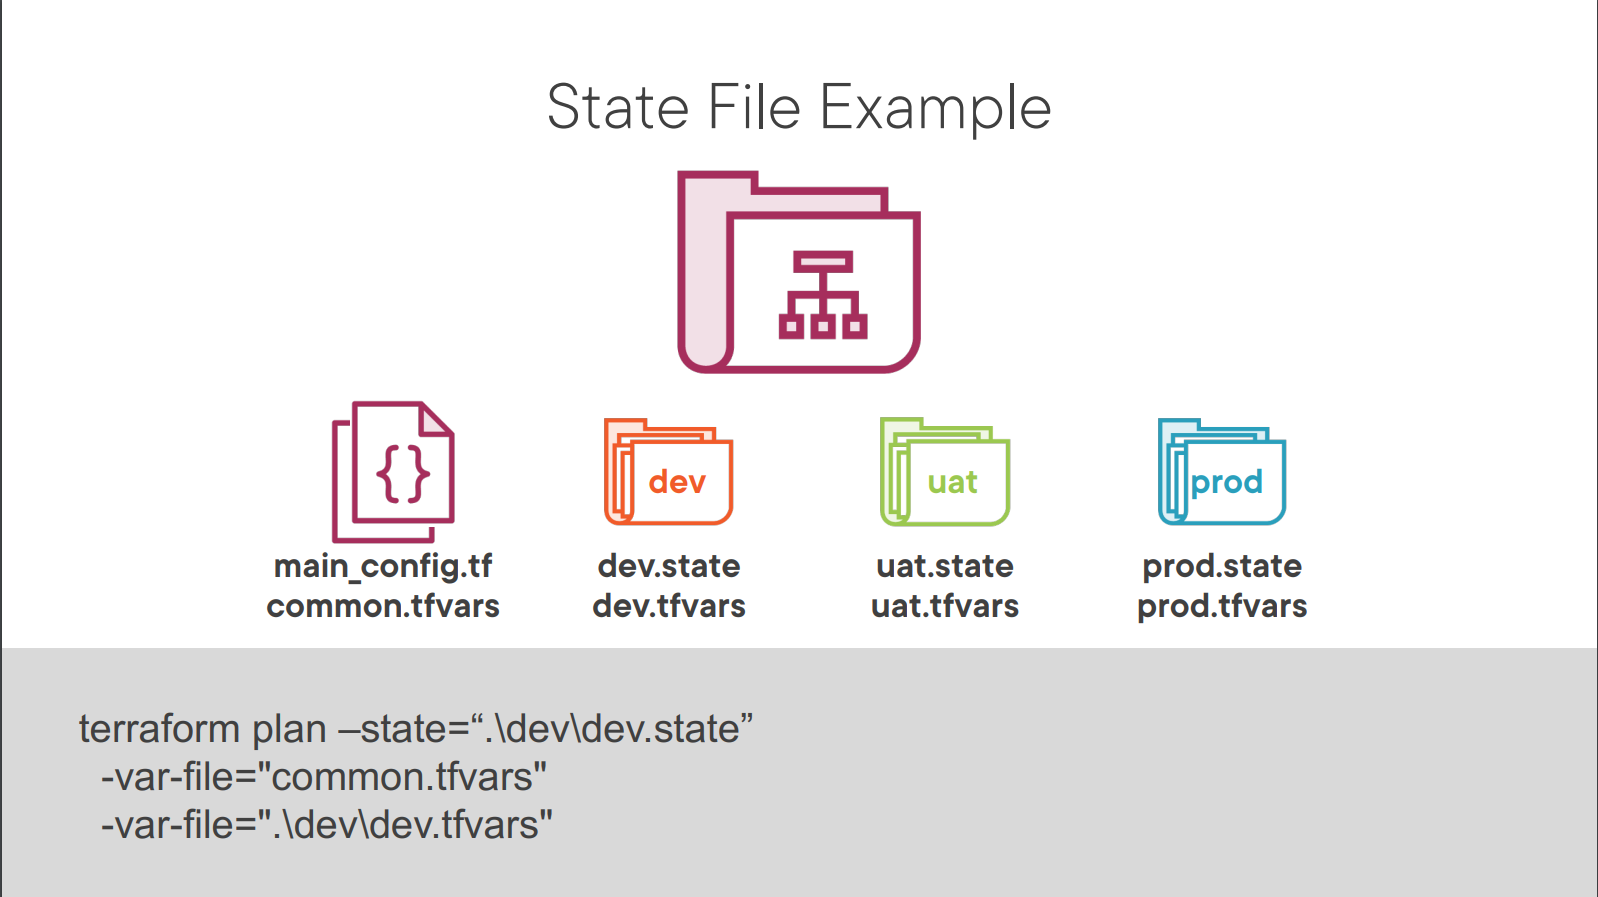 State File Example
{}
dev
uat
prod
main_config.tf
common.tfvars
dev.state
dev.tfvars
uat.state
uat.tfvars
prod.state
prod.tfvars
terraform plan –state=“.\dev\dev.state”
-var-file="common.tfvars"
-var-file=".\dev\dev.tfvars"